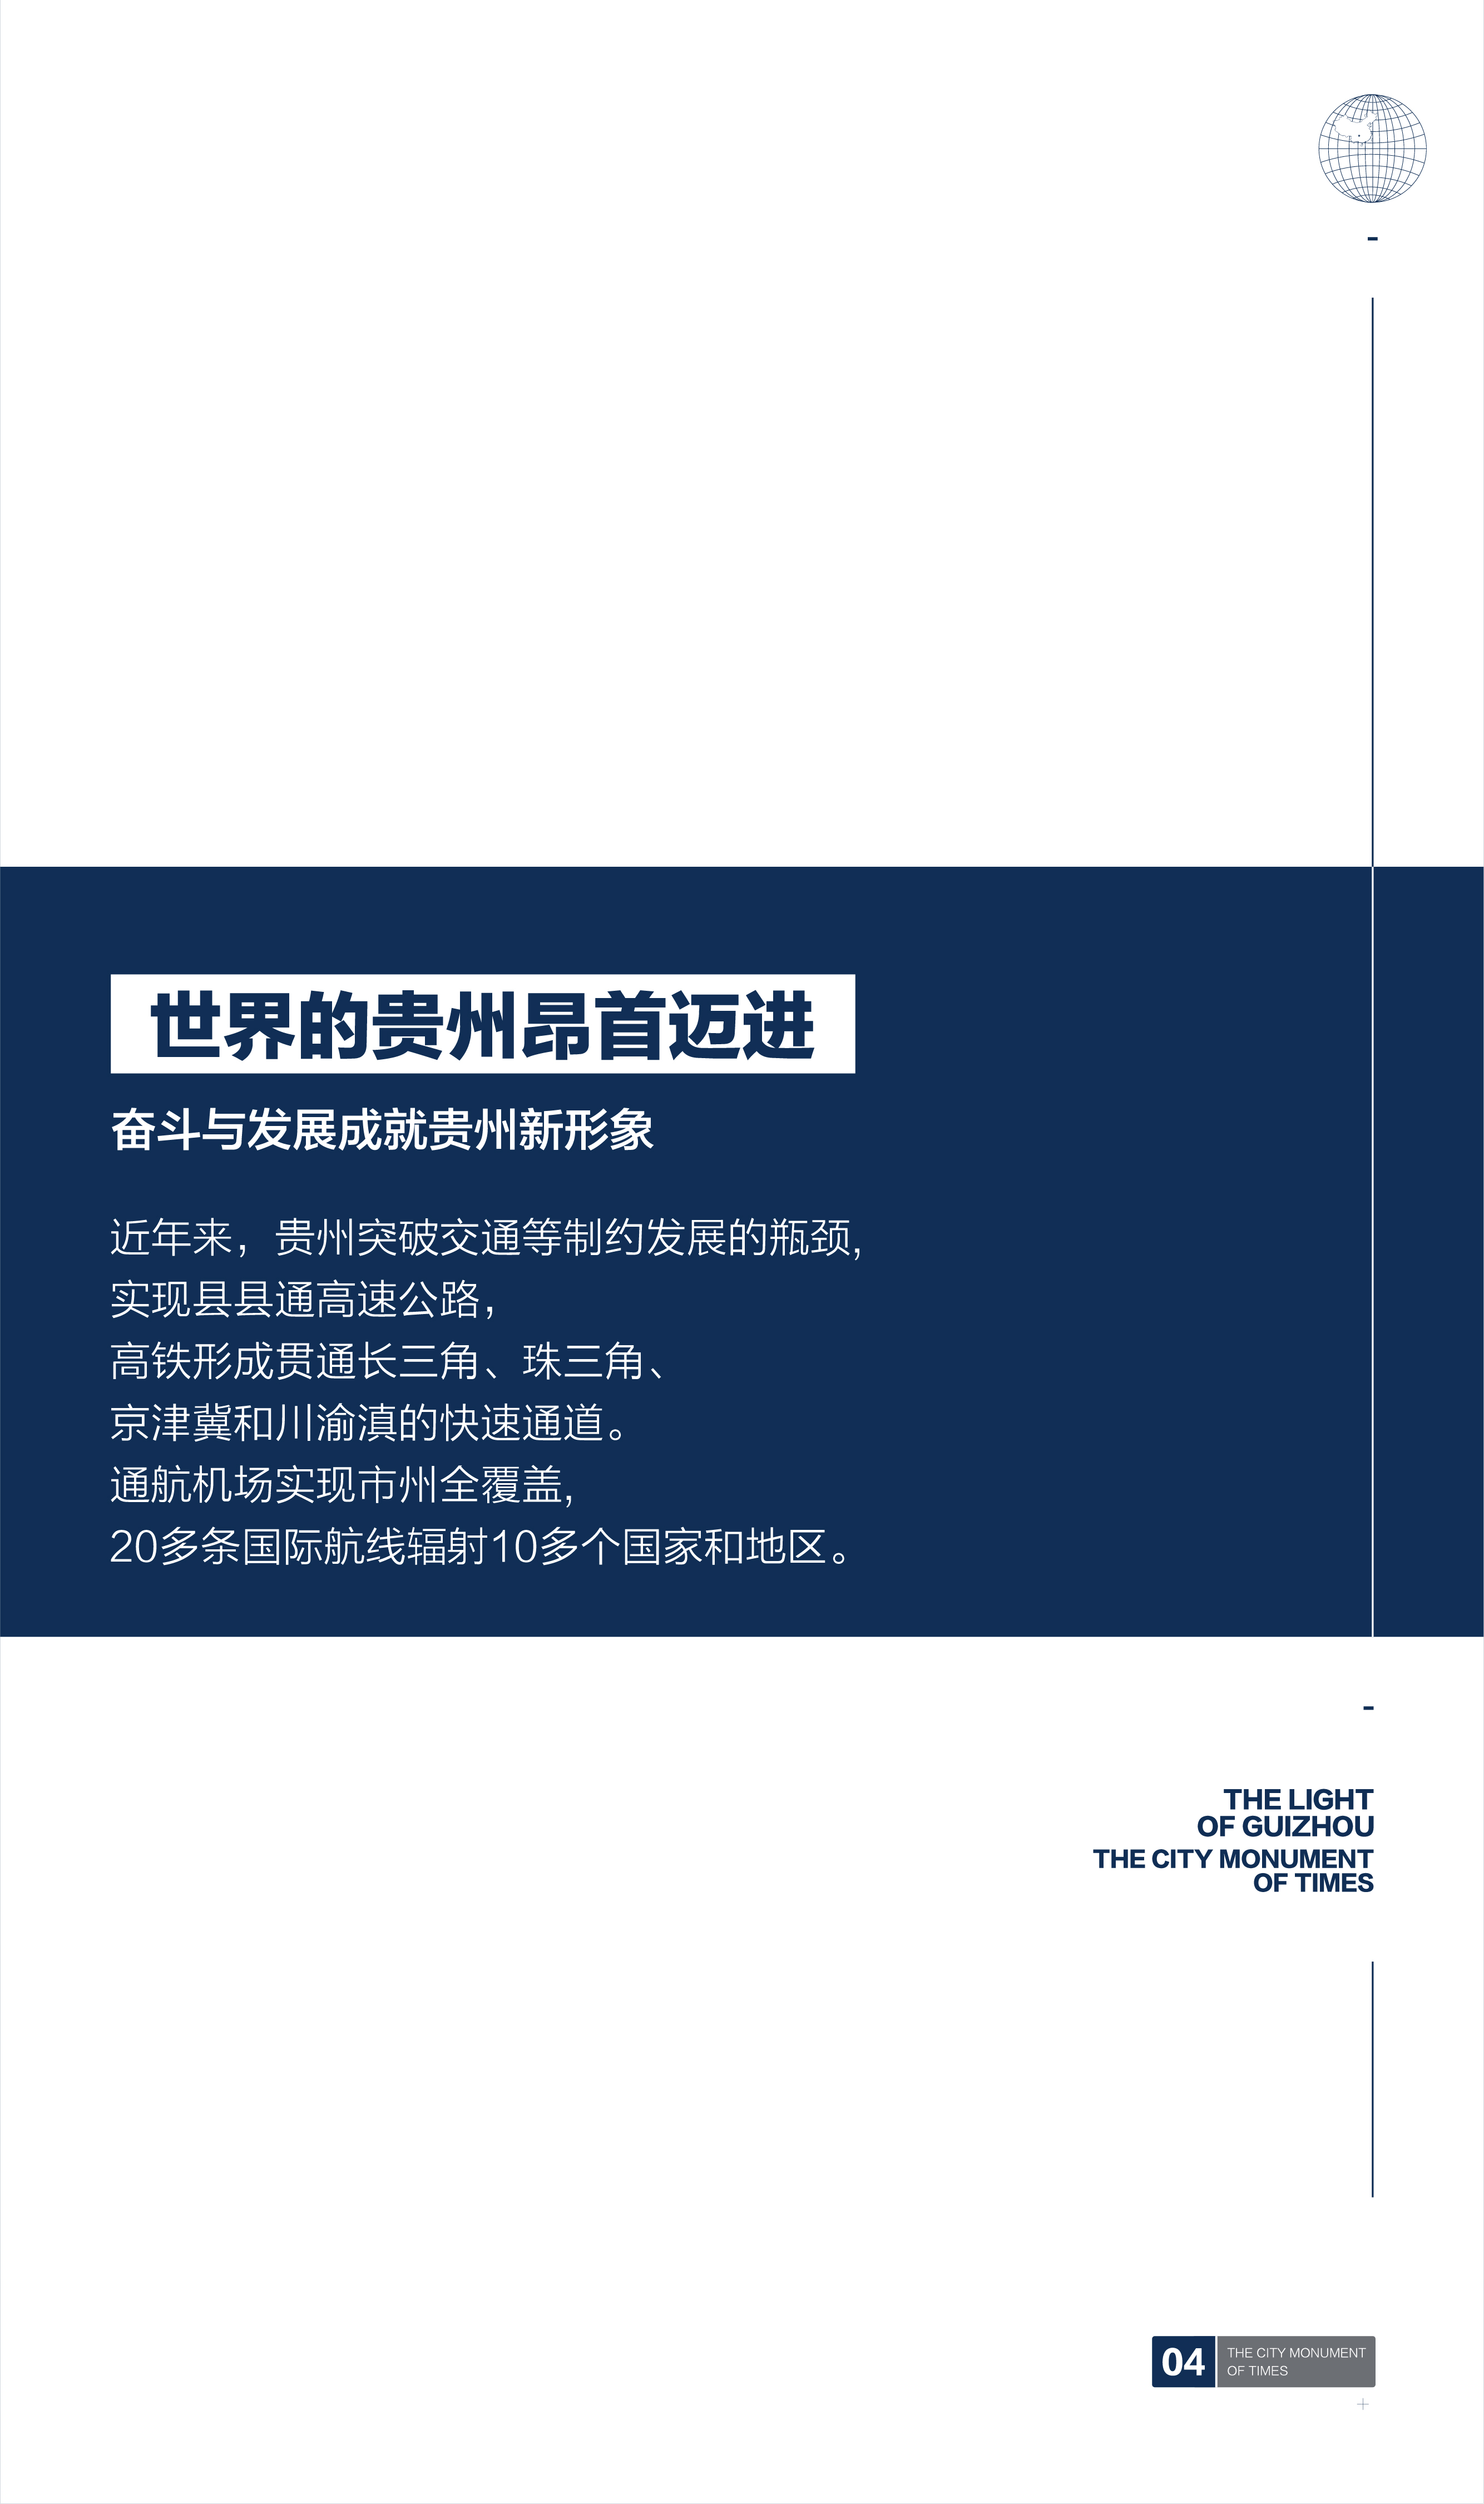 世界的贵州昂首迈进
奋斗与发展成就贵州新形象
近年来，贵州突破交通等制约发展的瓶颈，
实现县县通高速公路，
高铁形成贯通长三角、珠三角、
京津冀和川渝滇的快速通道。
通航机场实现市州全覆盖，
20多条国际航线辐射10多个国家和地区。
THE LIGHT
OF GUIZHOU
THE CITY MONUMENT
OF TIMES
04
THE CITY MONUMENT
OF TIMES